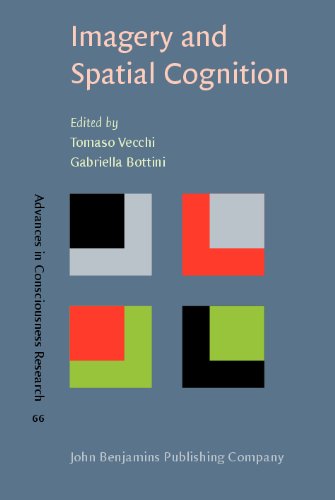 Imagery and
Spatial Cognition
Edited by
Tomaso Vecchi
Gabriella Bottini
Advances in Consciousness Research
66
John Benjamins Publishing Company